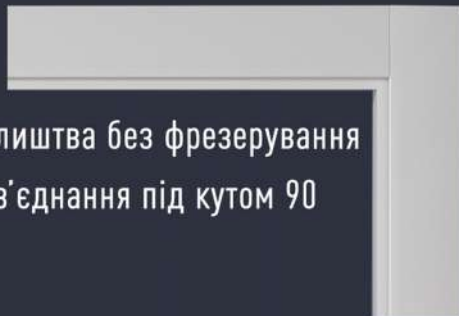 лиштва без фрезерування
з’єднання під кутом 90